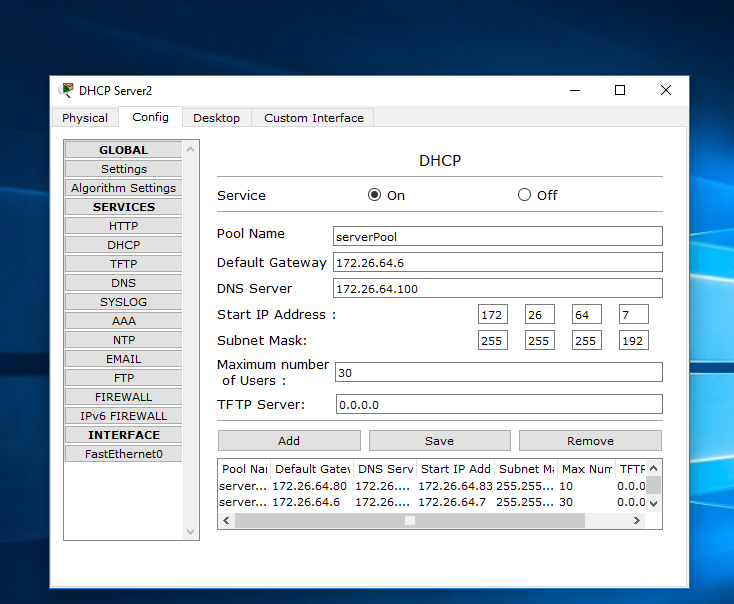 DHCP Server2
Physical Config Desktop Custom Interface
GLOBAL
Settings
Algorithm Settings
SERVICES
HTTP
DHCP
TFTP
DNS
SYSLOG
AAA
NTP
EMAIL
FTP
FIREWALL
IPv6 FIREWALL
INTERFACE
FastEthernet0
DHCP
Service On Off
Pool Name serverPool
Default Gateway 172.26.64.6
DNS Server 172.26.64.100
Start IP Address : 172 26 64 7
Subnet Mask: 255 255 255 192
Maximum number
of Users : 30
TFTP Server: 0.0.0.0
Add Save Remove
Pool Nai Default Gatew DNS Serv Start IP Add Subnet Ma Max Num TFTP
server... 172.26.64.80 172.26.... 172.26.64.83 255.255... 10 0.0.0
server... 172.26.64.6 172.26.... 172.26.64.7 255.255... 30 0.0.0